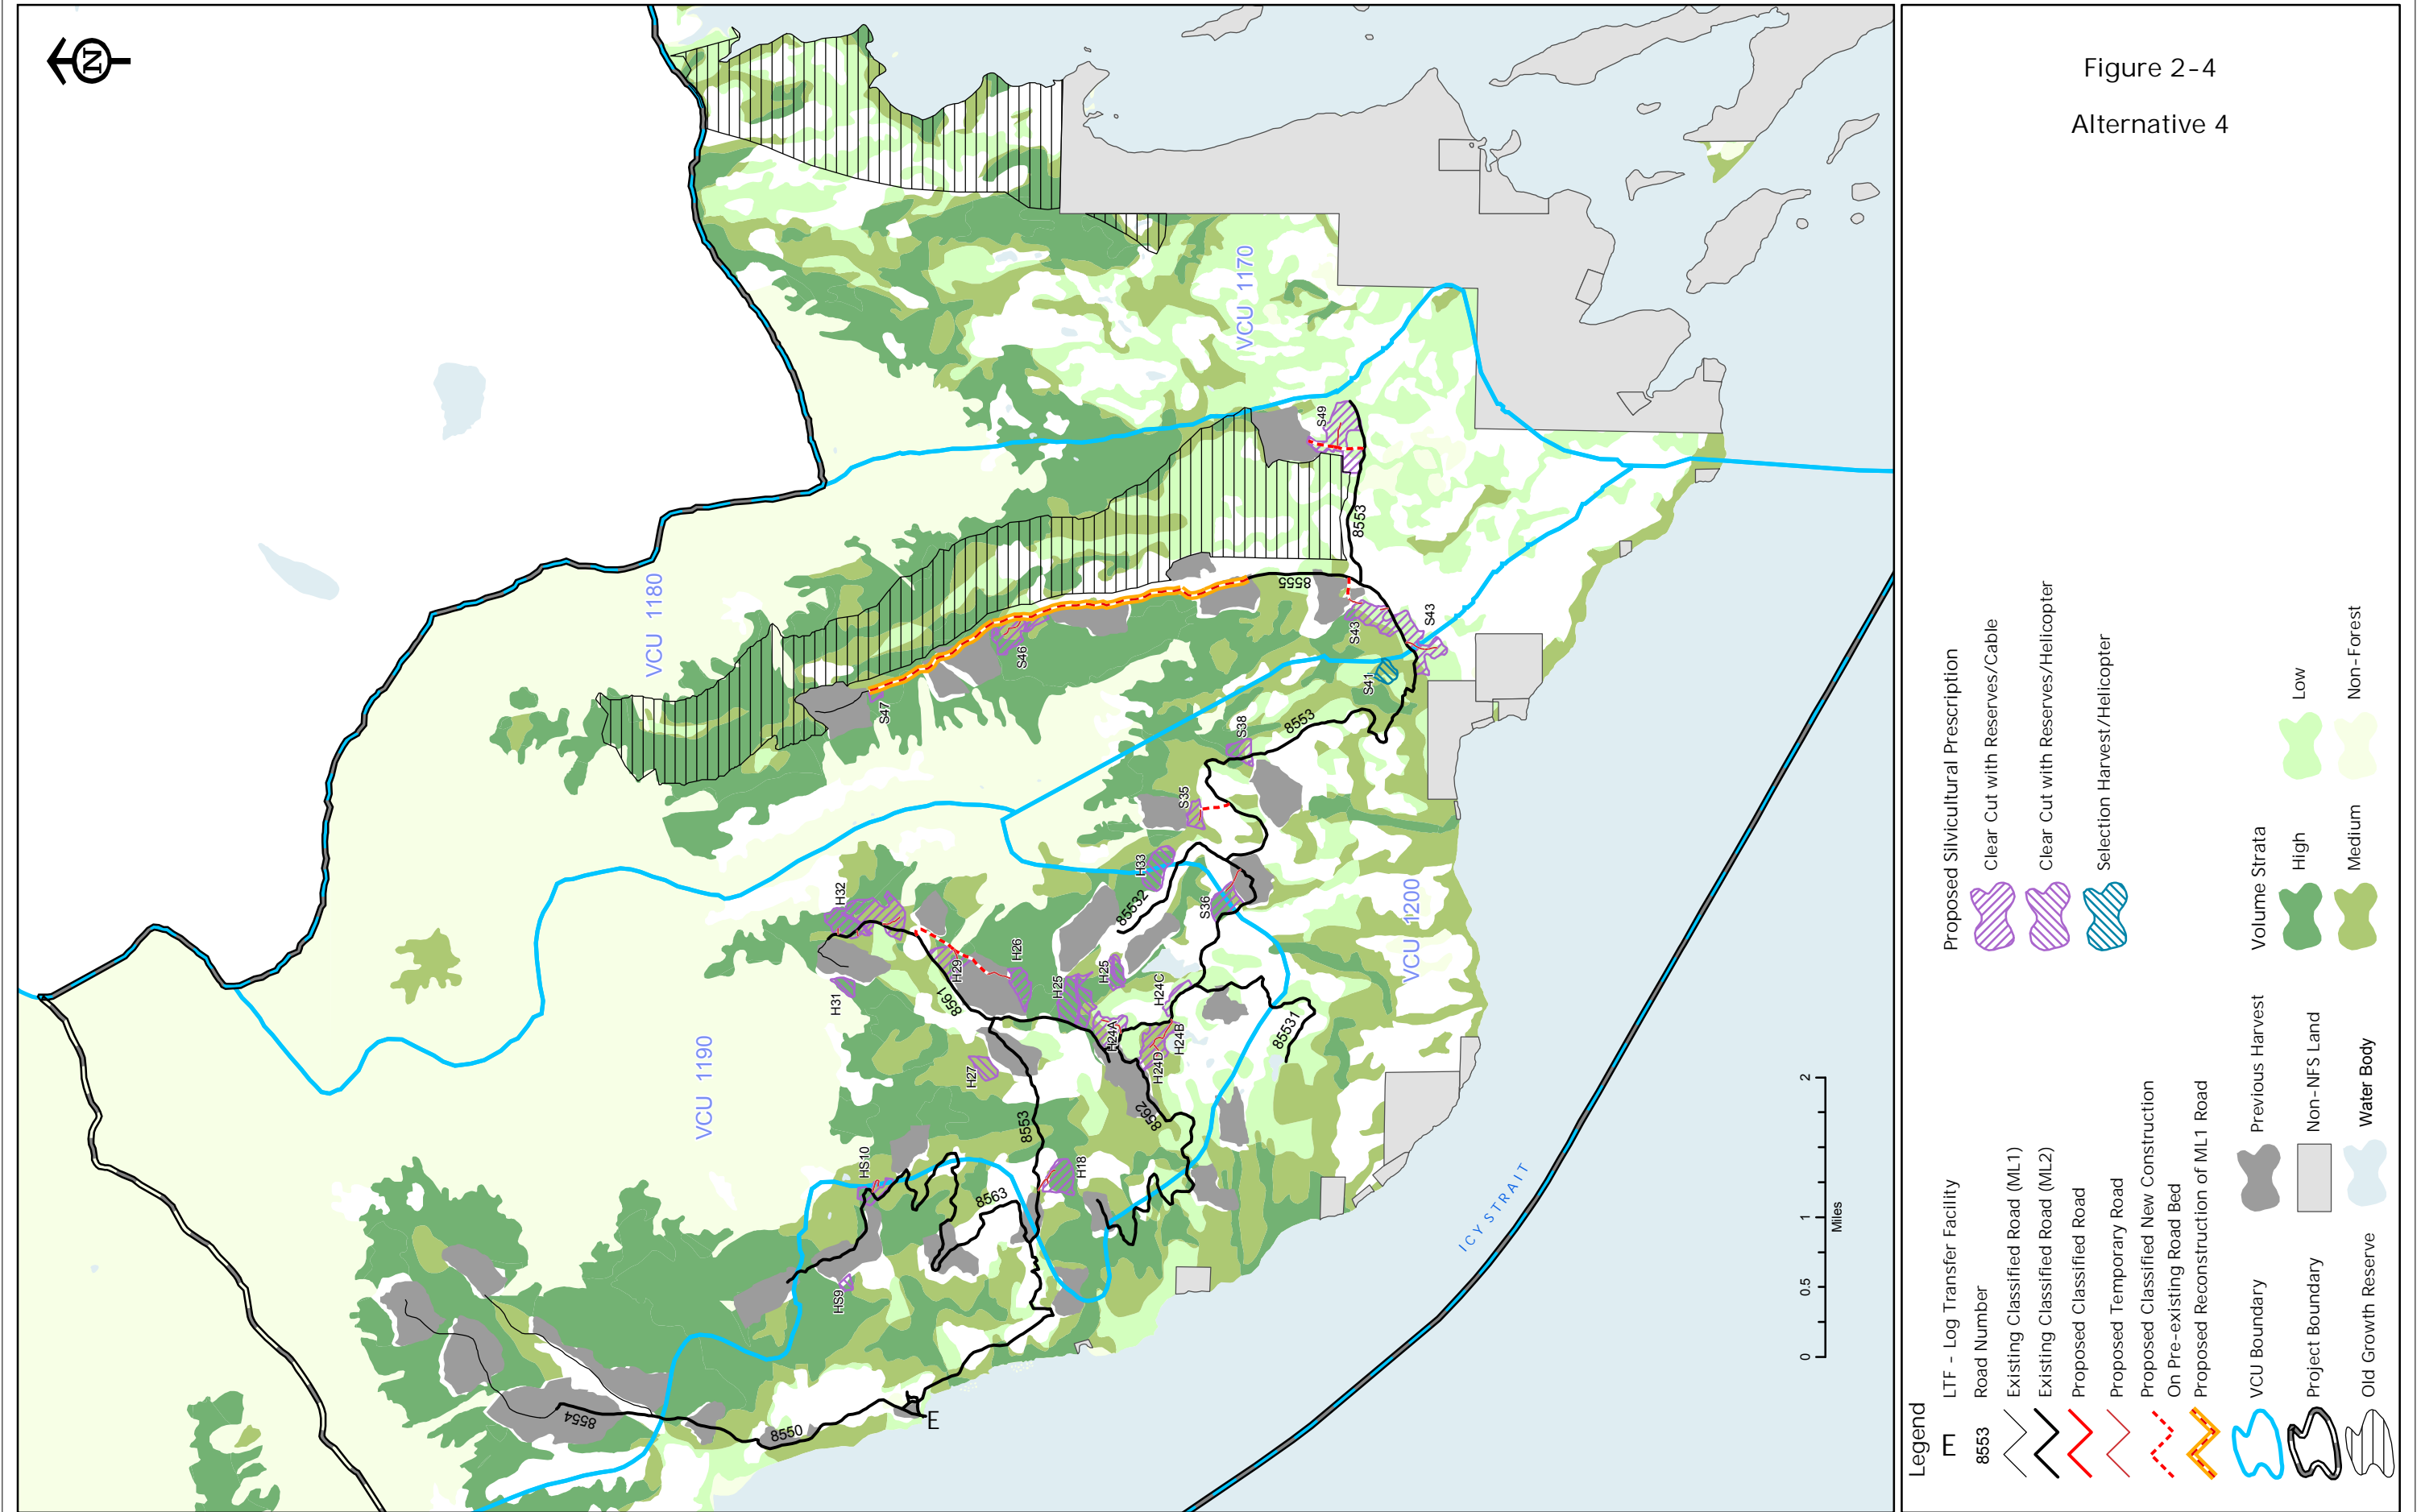 Figure 2-4
Alternative 4
N
VCU 1170
VCU 1180
VCU 1190
VCU 1200
S49
8553
8555
S43
S43
S46
S41
S47
S38
8553
S35
H33
H32
85532
S36
H29
H26
H31
8561
H25
H25
H24C
H24A
H24B
H24D
85531
H27
8553
8562
HS10
H18
8563
HS9
8554
8550
E
ICY STRAIT
0
0.5
1
2
Miles
Legend
E
LTF - Log Transfer Facility
8553
Road Number
Existing Classified Road (ML1)
Existing Classified Road (ML2)
Proposed Classified Road
Proposed Temporary Road
Proposed Classified New Construction
On Pre-existing Road Bed
Proposed Reconstruction of ML1 Road
VCU Boundary
Project Boundary
Old Growth Reserve
Previous Harvest
Non-NFS Land
Water Body
Proposed Silvicultural Prescription
Clear Cut with Reserves/Cable
Clear Cut with Reserves/Helicopter
Selection Harvest/Helicopter
Volume Strata
High
Medium
Low
Non-Forest